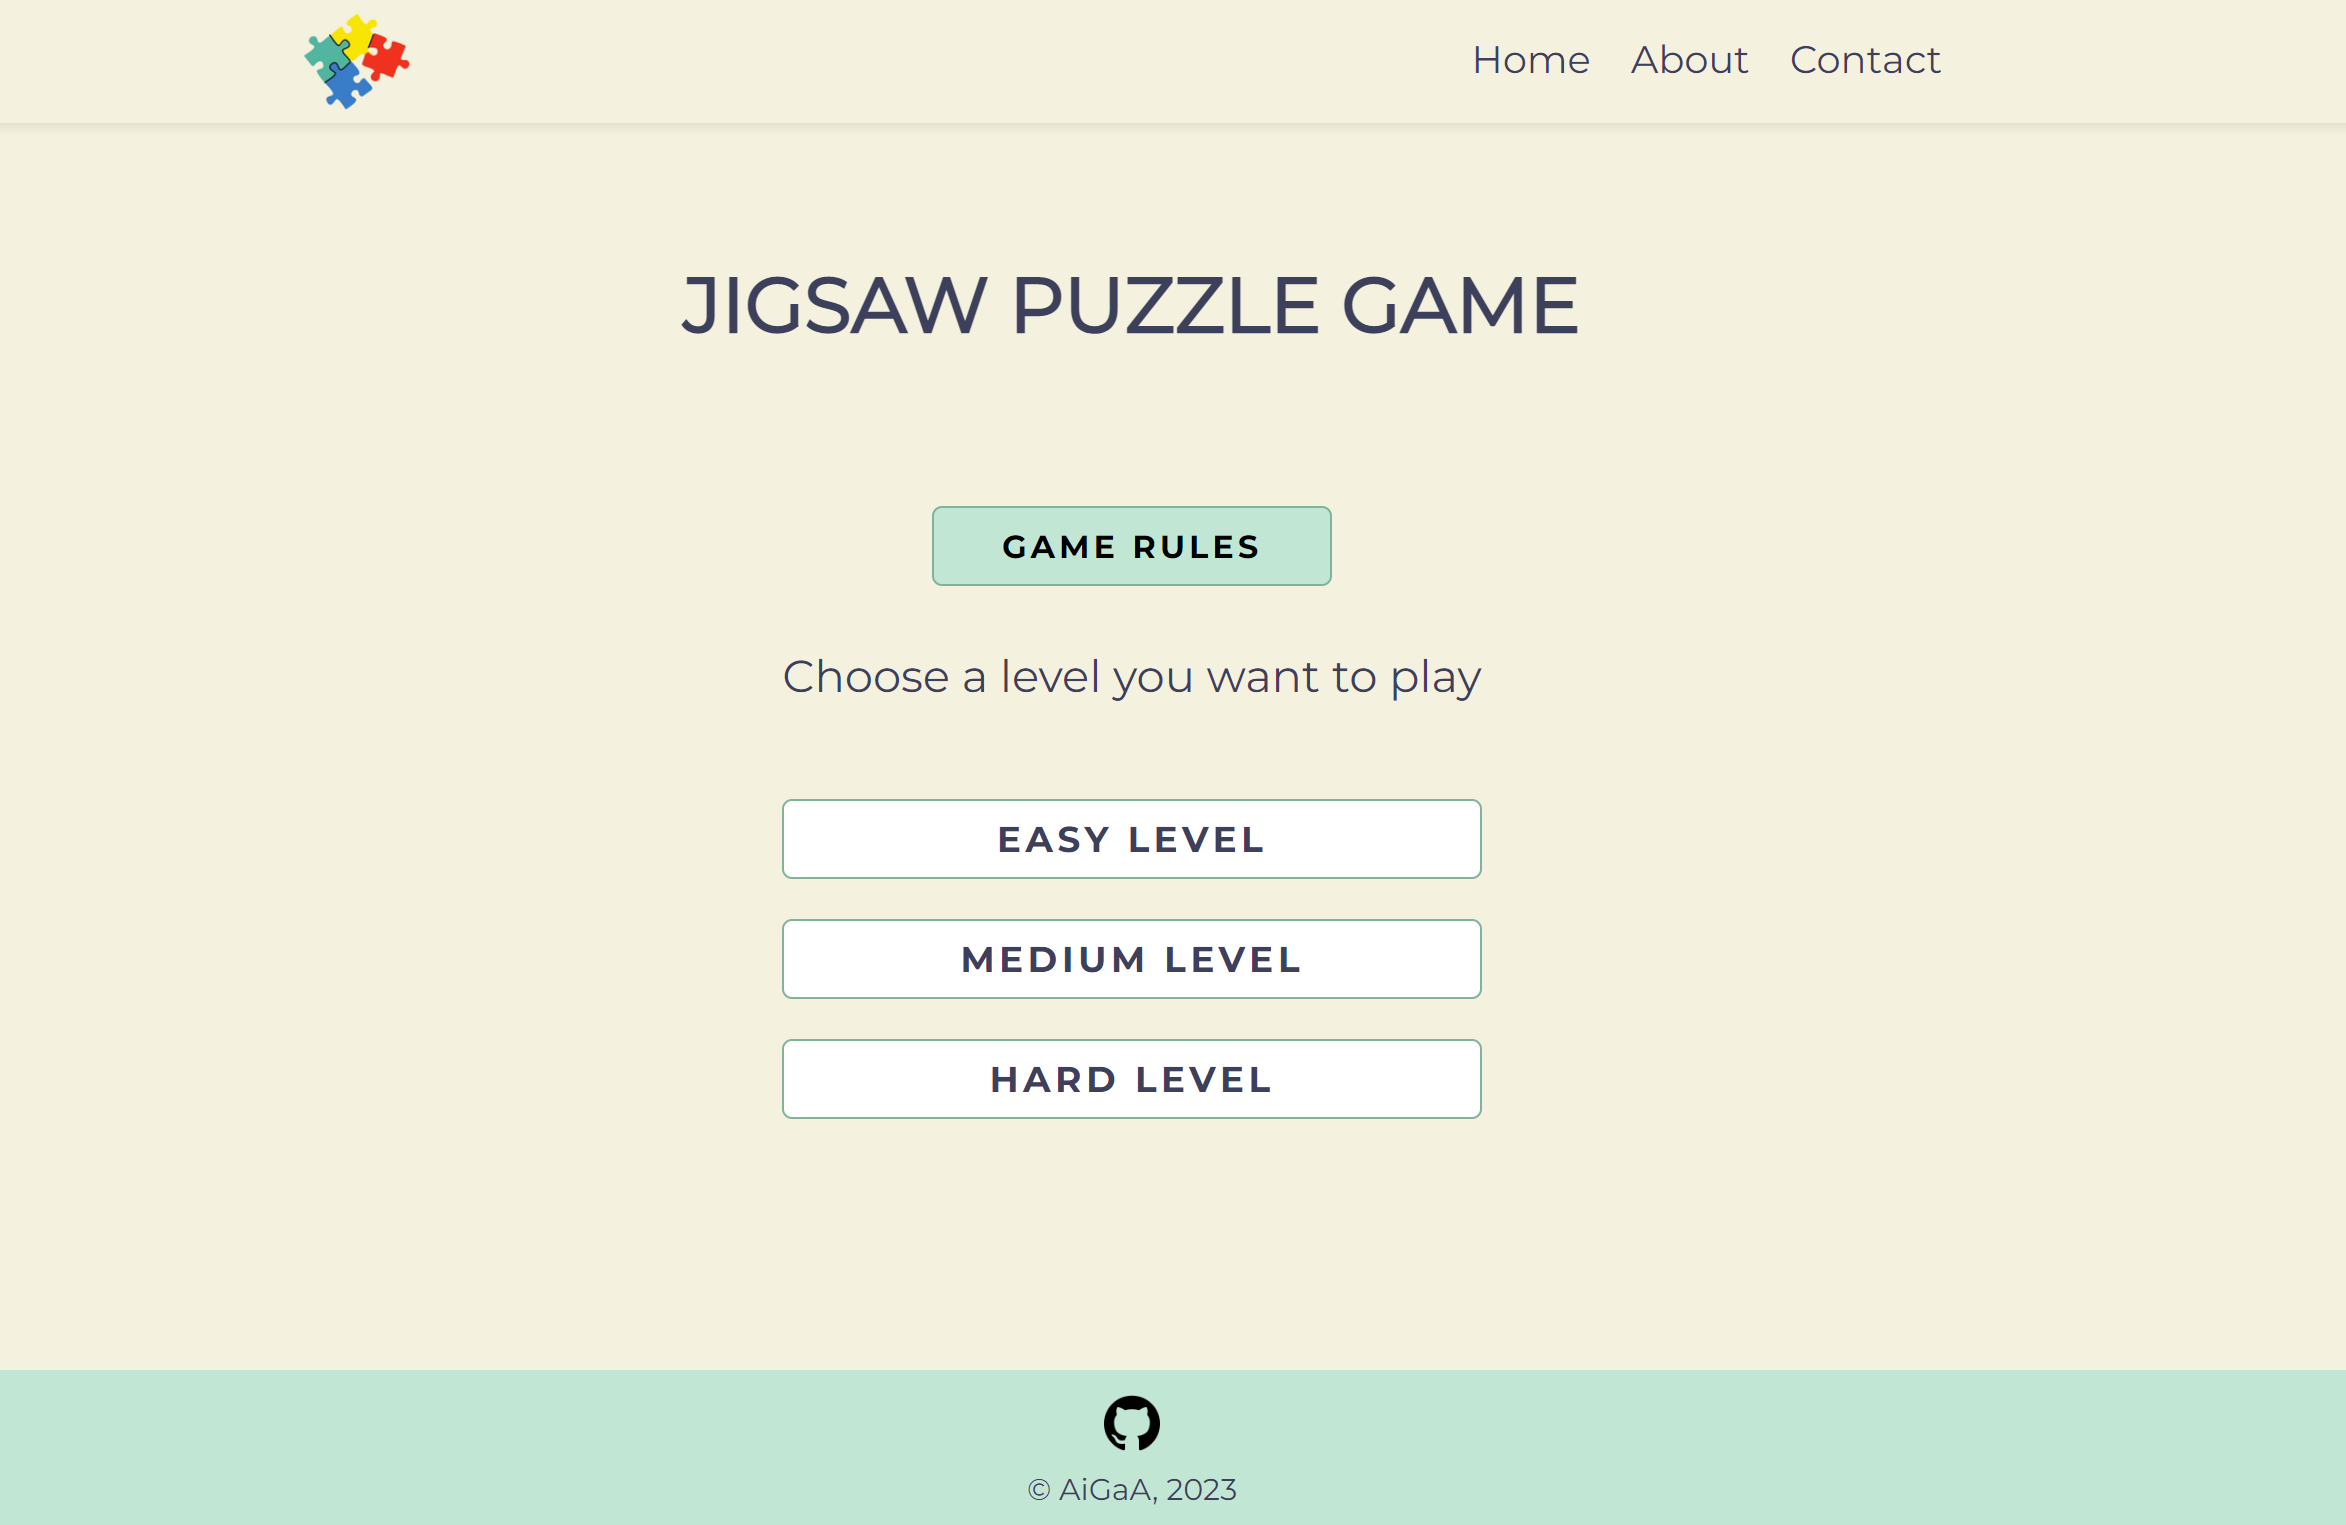 Home About Contact
JIGSAW PUZZLE GAME
GAME RULES
Choose a level you want to play
EASY LEVEL
MEDIUM LEVEL
HARD LEVEL
© AiGaA, 2023